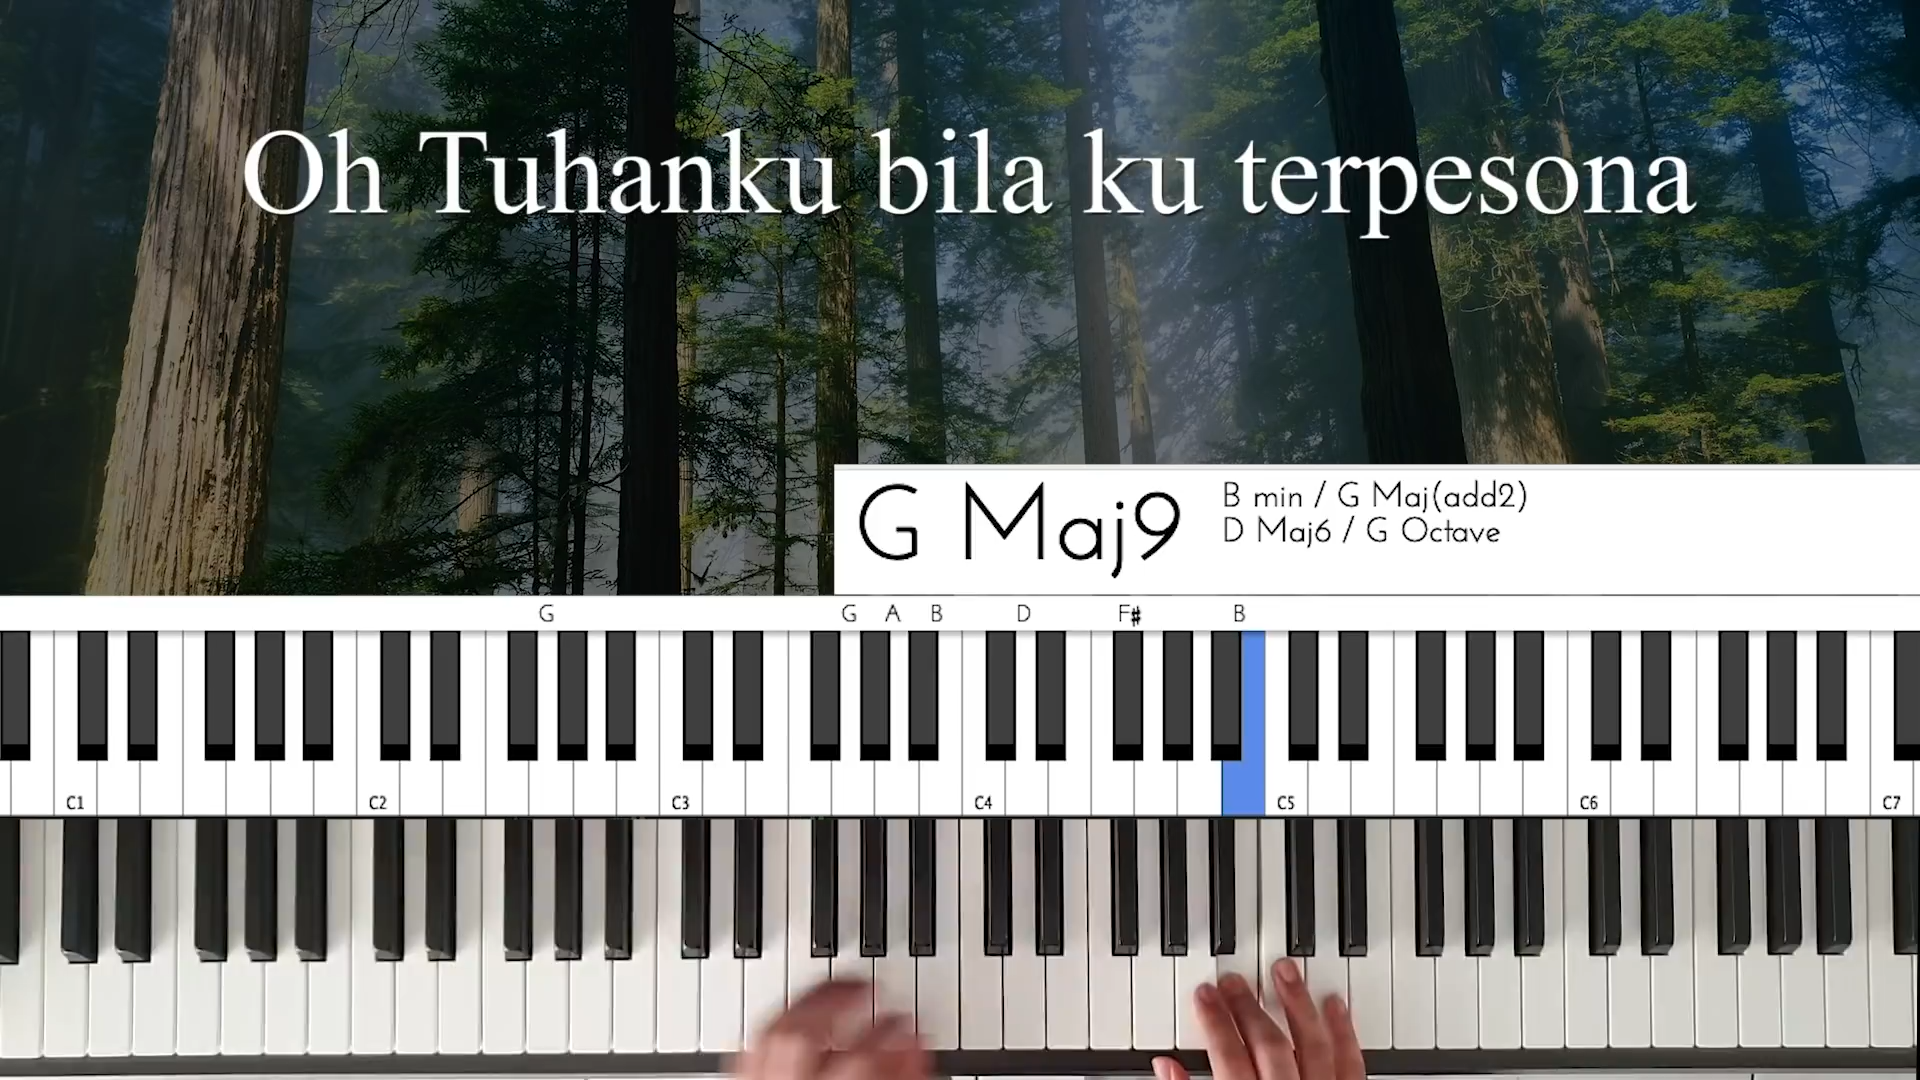 Oh Tuhanku bila ku terpesona
G Maj9
B min / G Maj(add2)
D Maj6 / G Octave
G G A B D F# B
C1 C2 C3 C4 C5 C6 C7